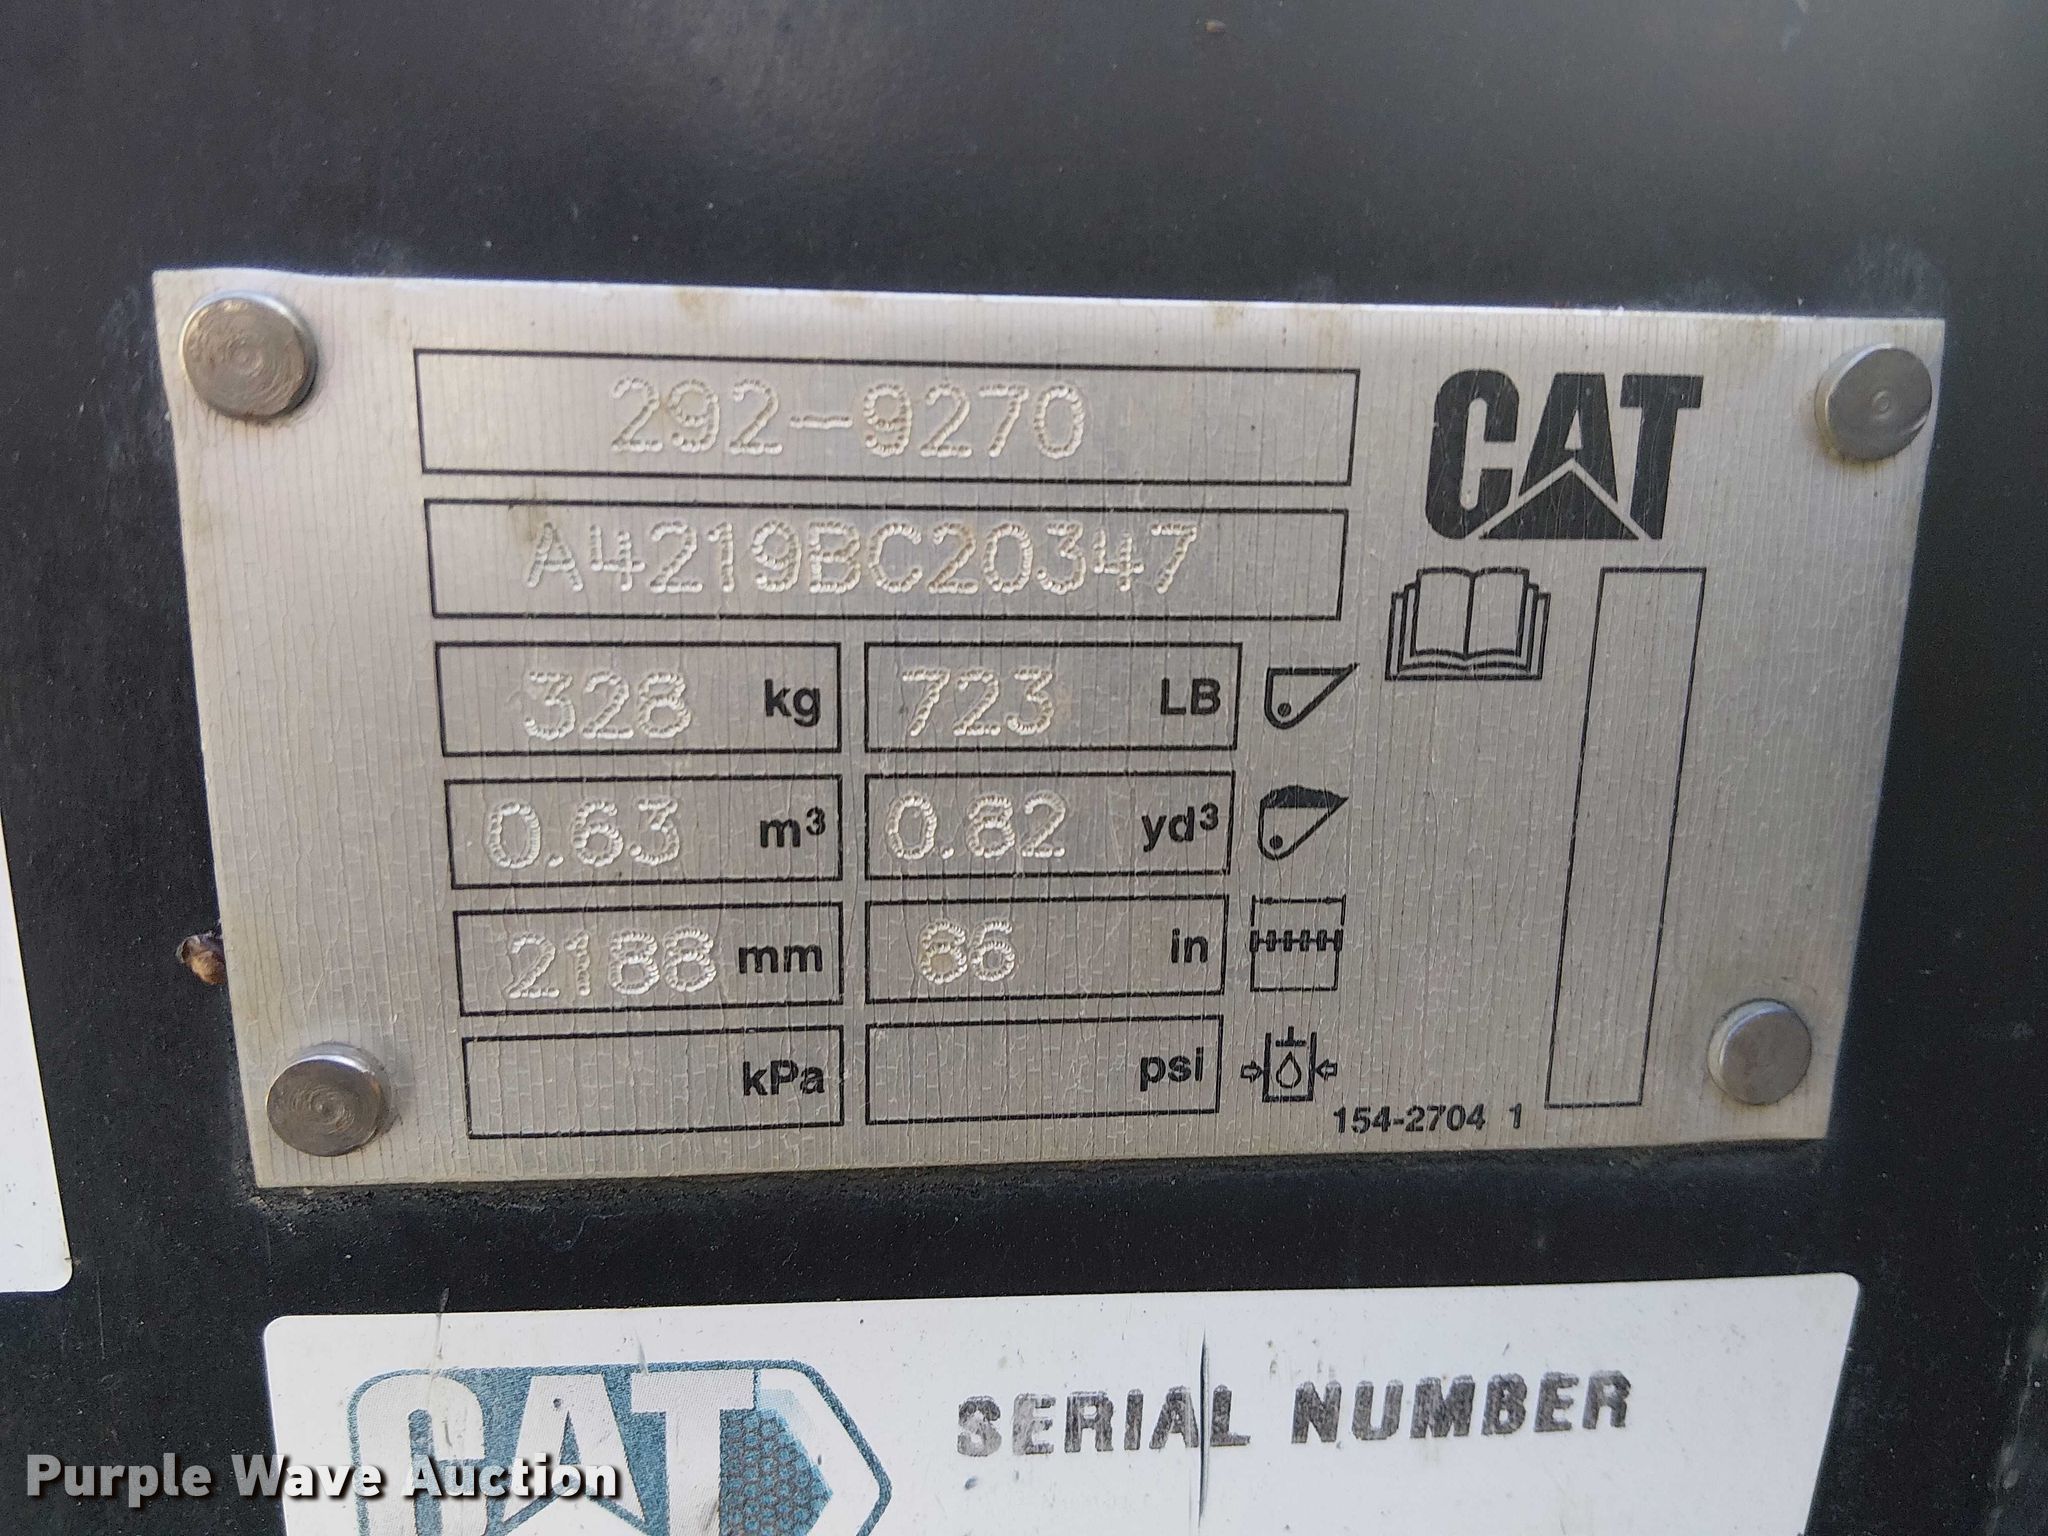 292-9270
CAT
A4219BC20347
328 kg 723 LB
0.63 m³ 0.82 yd³
2188 mm 86 in
kPa psi
154-2704 1
CAT SERIAL NUMBER
Purple Wave Auction